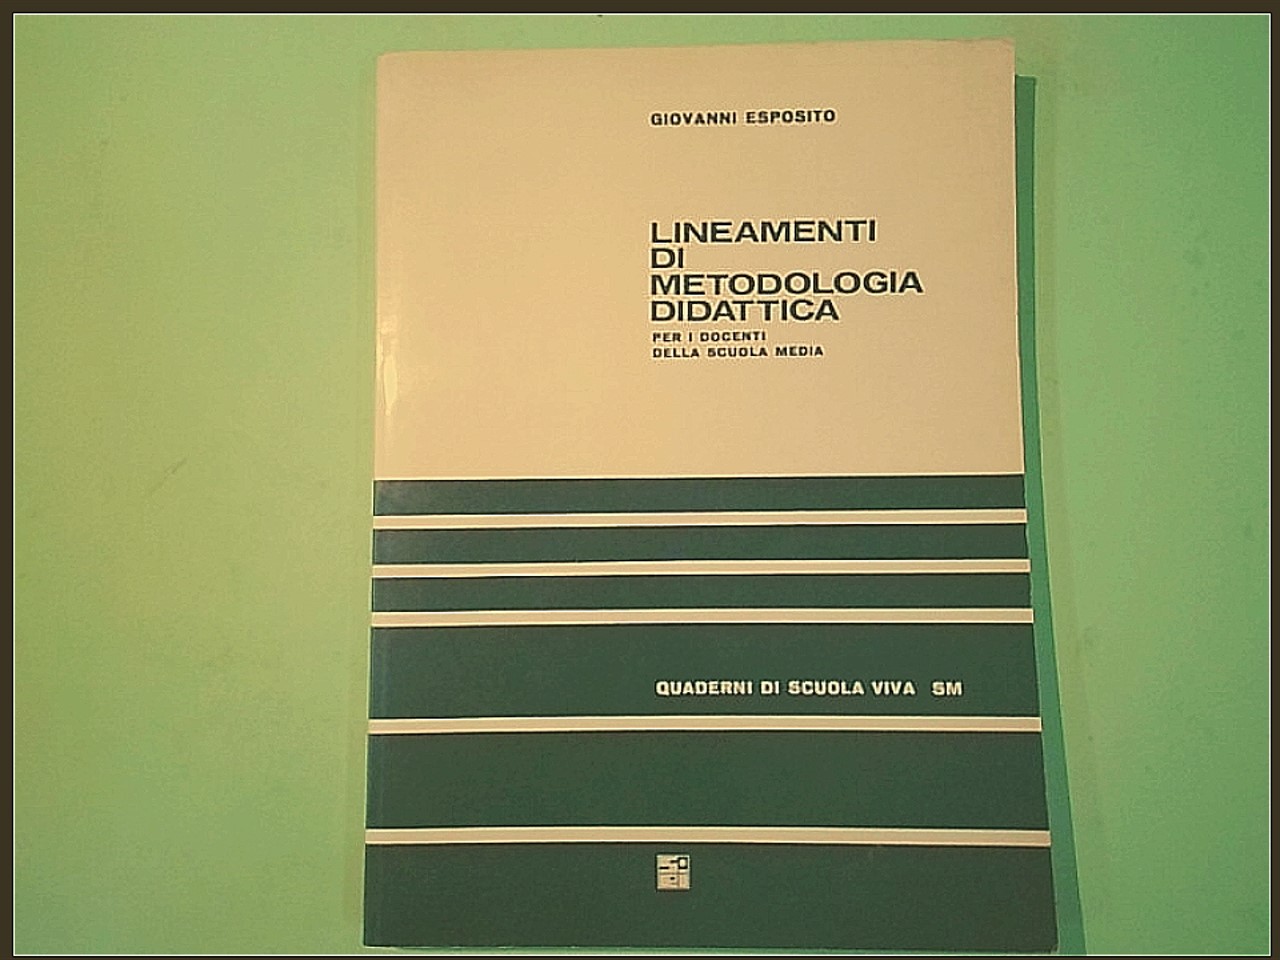 GIOVANNI ESPOSITO
LINEAMENTI
DI
METODOLOGIA
DIDATTICA
PER I DOCENTI
DELLA SCUOLA MEDIA
QUADERNI DI SCUOLA VIVA SM